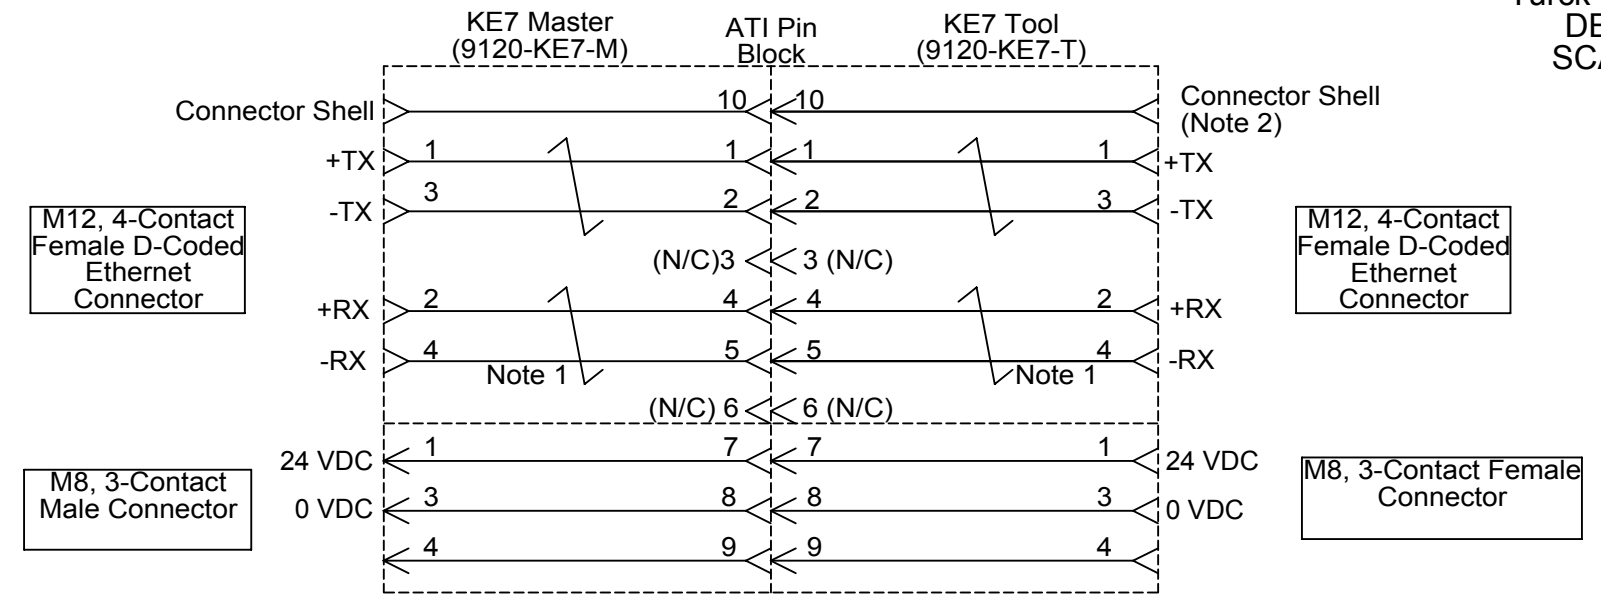 KE7 Master
(9120-KE7-M)
ATI Pin
Block
KE7 Tool
(9120-KE7-T)
DE
SCA
Connector Shell 10 10 Connector Shell
(Note 2)
+TX 1 1 1 1 +TX
-TX 3 2 2 3 -TX
(N/C)3 3 (N/C)
+RX 2 4 4 2 +RX
-RX 4 5 5 4 -RX
Note 1 Note 1
(N/C) 6 6 (N/C)
24 VDC 1 7 7 1 24 VDC
0 VDC 3 8 8 3 0 VDC
4 9 9 4
M12, 4-Contact
Female D-Coded
Ethernet
Connector
M12, 4-Contact
Female D-Coded
Ethernet
Connector
M8, 3-Contact
Male Connector
M8, 3-Contact Female
Connector